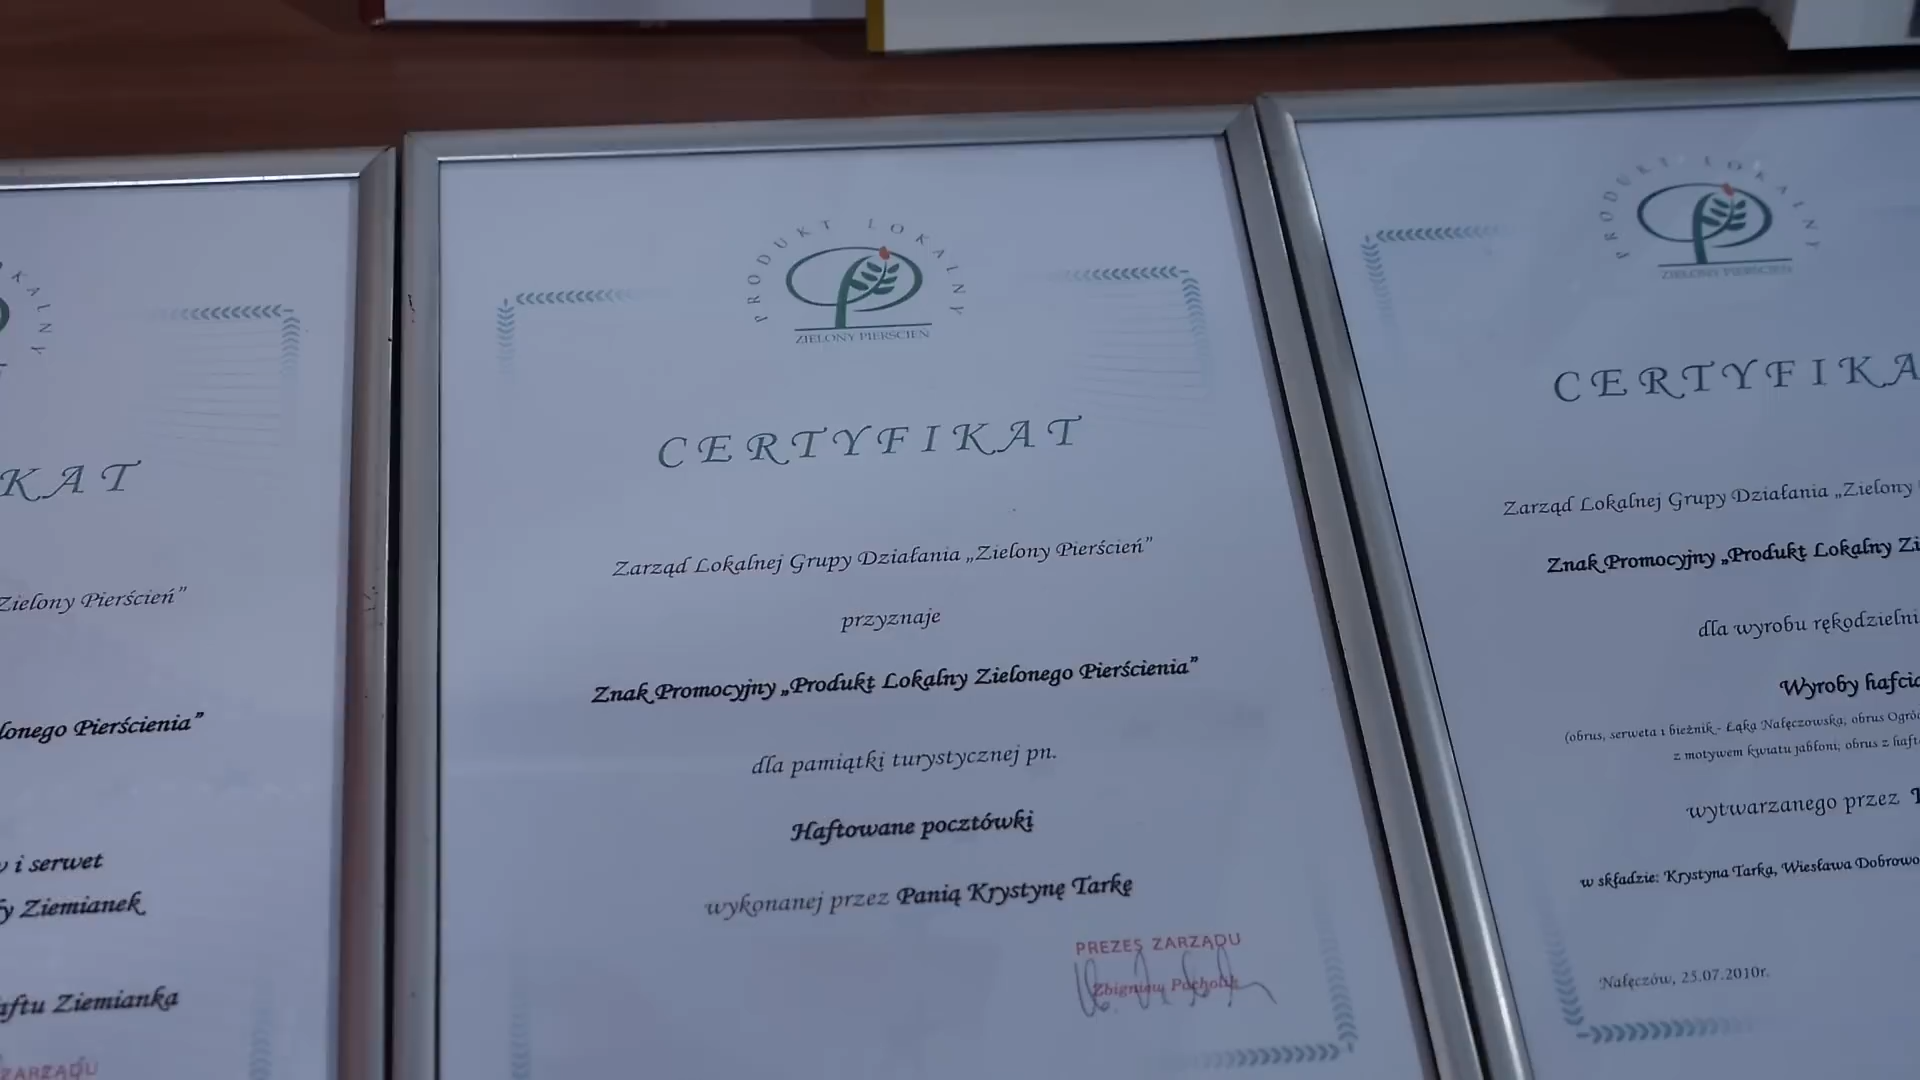 KALNY
KAT
Zielony Pierścień”
lonego Pierścienia”
i serwet
y Ziemianek
aftu Ziemianka
ZARZĄDU
PRODUKT LOKALNY
ZIELONY PIERŚCIEŃ
CERTYFIKAT
Zarząd Lokalnej Grupy Działania „Zielony Pierścień”
przyznaje
Znak Promocyjny „Produkt Lokalny Zielonego Pierścienia”
dla pamiątki turystycznej pn.
Haftowane pocztówki
wykonanej przez Panią Krystynę Tarkę
PREZES ZARZĄDU
Zbigniew Pacholik
PRODUKT LOKALNY
ZIELONY PIERŚCIEŃ
CERTYFIKA
Zarząd Lokalnej Grupy Działania „Zielony
Znak Promocyjny „Produkt Lokalny Zi
dla wyrobu rękodzielni
Wyroby hafcia
(obrus, serweta i bieżnik - Łąka Nałęczowska, obrus Ogró
z motywem kwiatu jabłoni, obrus z haft
wytwarzanego przez
w składzie: Krystyna Tarka, Wiesława Dobrowo
Nałęczów, 25.07.2010r.